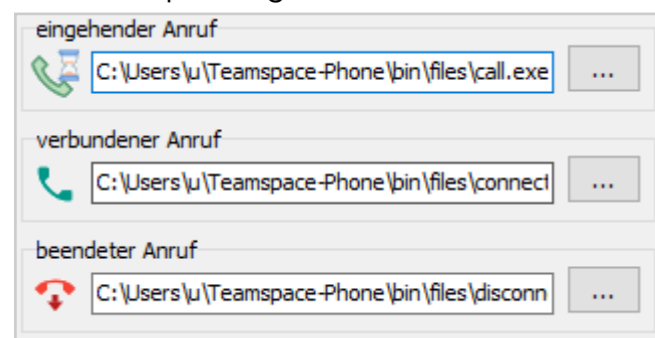 eingehender Anruf
C:\Users\u\Teamspace-Phone\bin\files\call.exe ...
verbundener Anruf
C:\Users\u\Teamspace-Phone\bin\files\connect ...
beendeter Anruf
C:\Users\u\Teamspace-Phone\bin\files\disconn ...